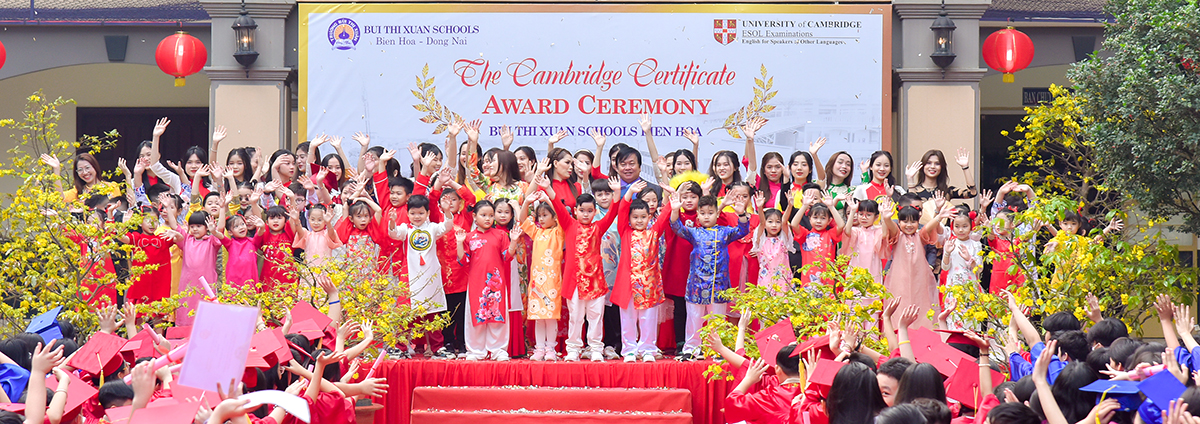 BUI THI XUAN SCHOOLS
Bien Hoa - Dong Nai
UNIVERSITY of CAMBRIDGE
ESOL Examinations
English for Speakers of Other Languages
The Cambridge Certificate
AWARD CEREMONY
BUI THI XUAN SCHOOLS BIEN HOA